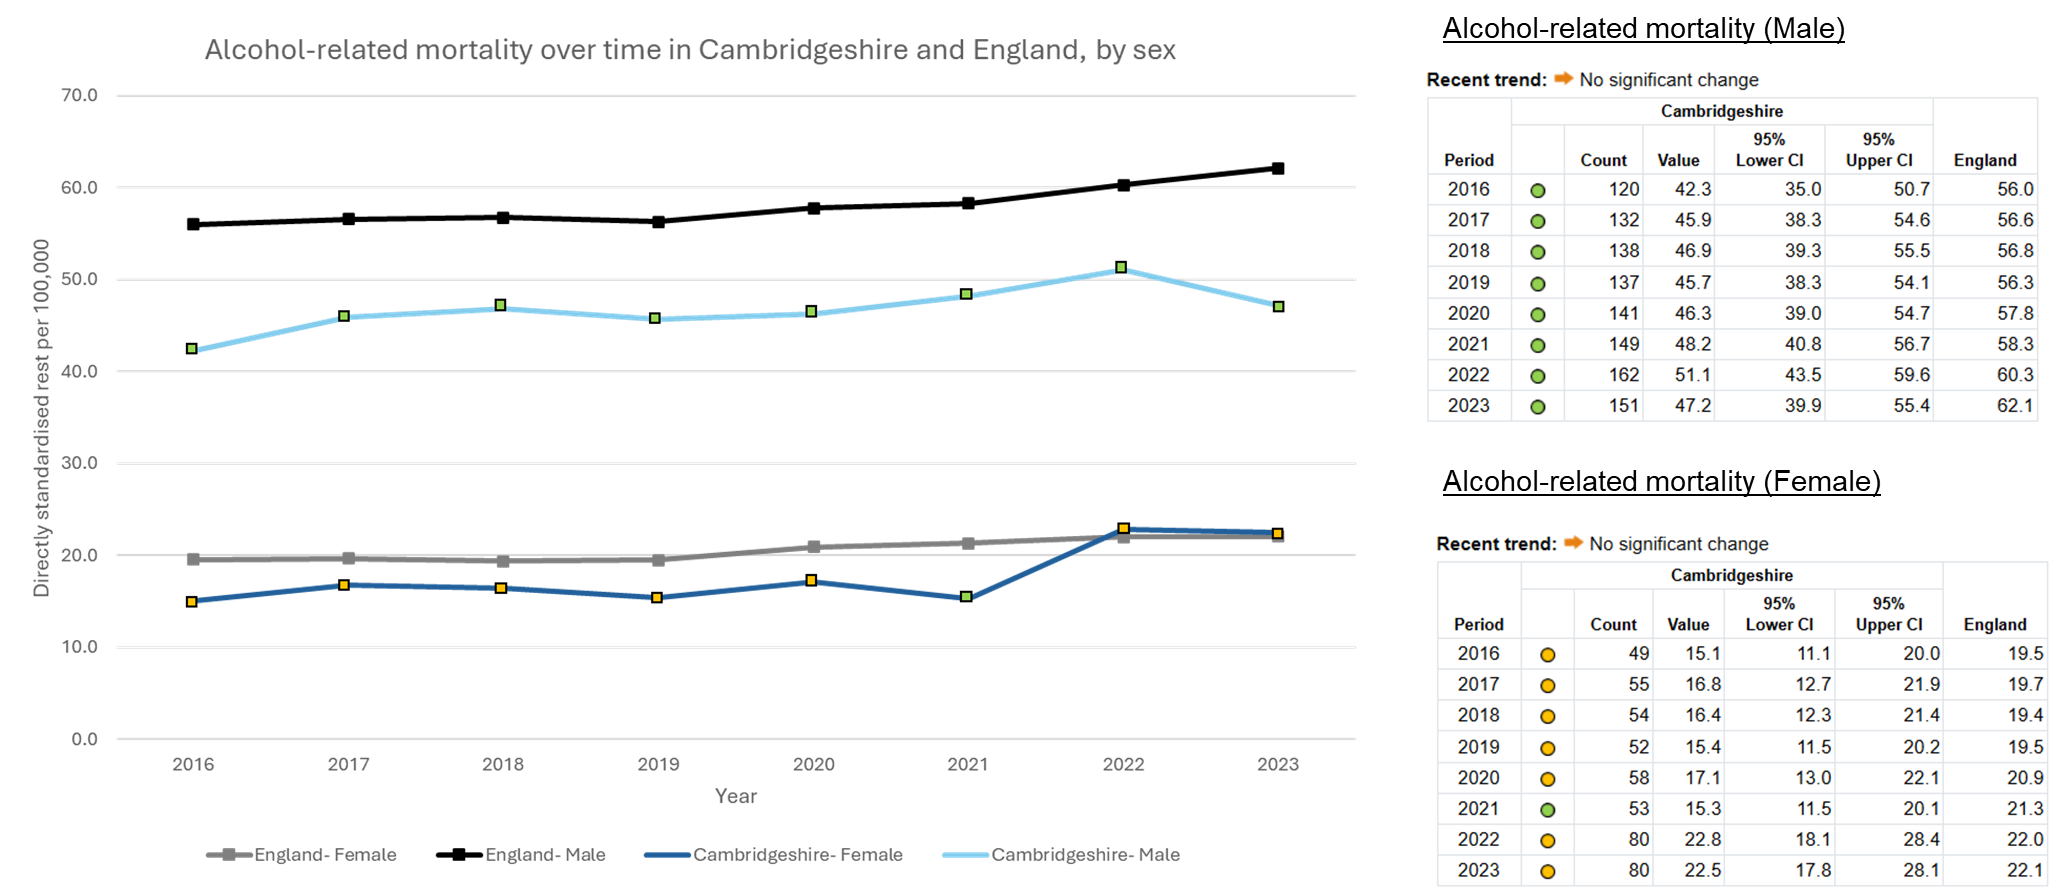 Alcohol-related mortality over time in Cambridgeshire and England, by sex
Directly standardised rest per 100,000
70.0
60.0
50.0
40.0
30.0
20.0
10.0
0.0
2016 2017 2018 2019 2020 2021 2022 2023
Year
England- Female England- Male Cambridgeshire- Female Cambridgeshire- Male
Alcohol-related mortality (Male)
Recent trend: No significant change
Cambridgeshire
95% 95%
Period Count Value Lower CI Upper CI England
2016 120 42.3 35.0 50.7 56.0
2017 132 45.9 38.3 54.6 56.6
2018 138 46.9 39.3 55.5 56.8
2019 137 45.7 38.3 54.1 56.3
2020 141 46.3 39.0 54.7 57.8
2021 149 48.2 40.8 56.7 58.3
2022 162 51.1 43.5 59.6 60.3
2023 151 47.2 39.9 55.4 62.1
Alcohol-related mortality (Female)
Recent trend: No significant change
Cambridgeshire
95% 95%
Period Count Value Lower CI Upper CI England
2016 49 15.1 11.1 20.0 19.5
2017 55 16.8 12.7 21.9 19.7
2018 54 16.4 12.3 21.4 19.4
2019 52 15.4 11.5 20.2 19.5
2020 58 17.1 13.0 22.1 20.9
2021 53 15.3 11.5 20.1 21.3
2022 80 22.8 18.1 28.4 22.0
2023 80 22.5 17.8 28.1 22.1